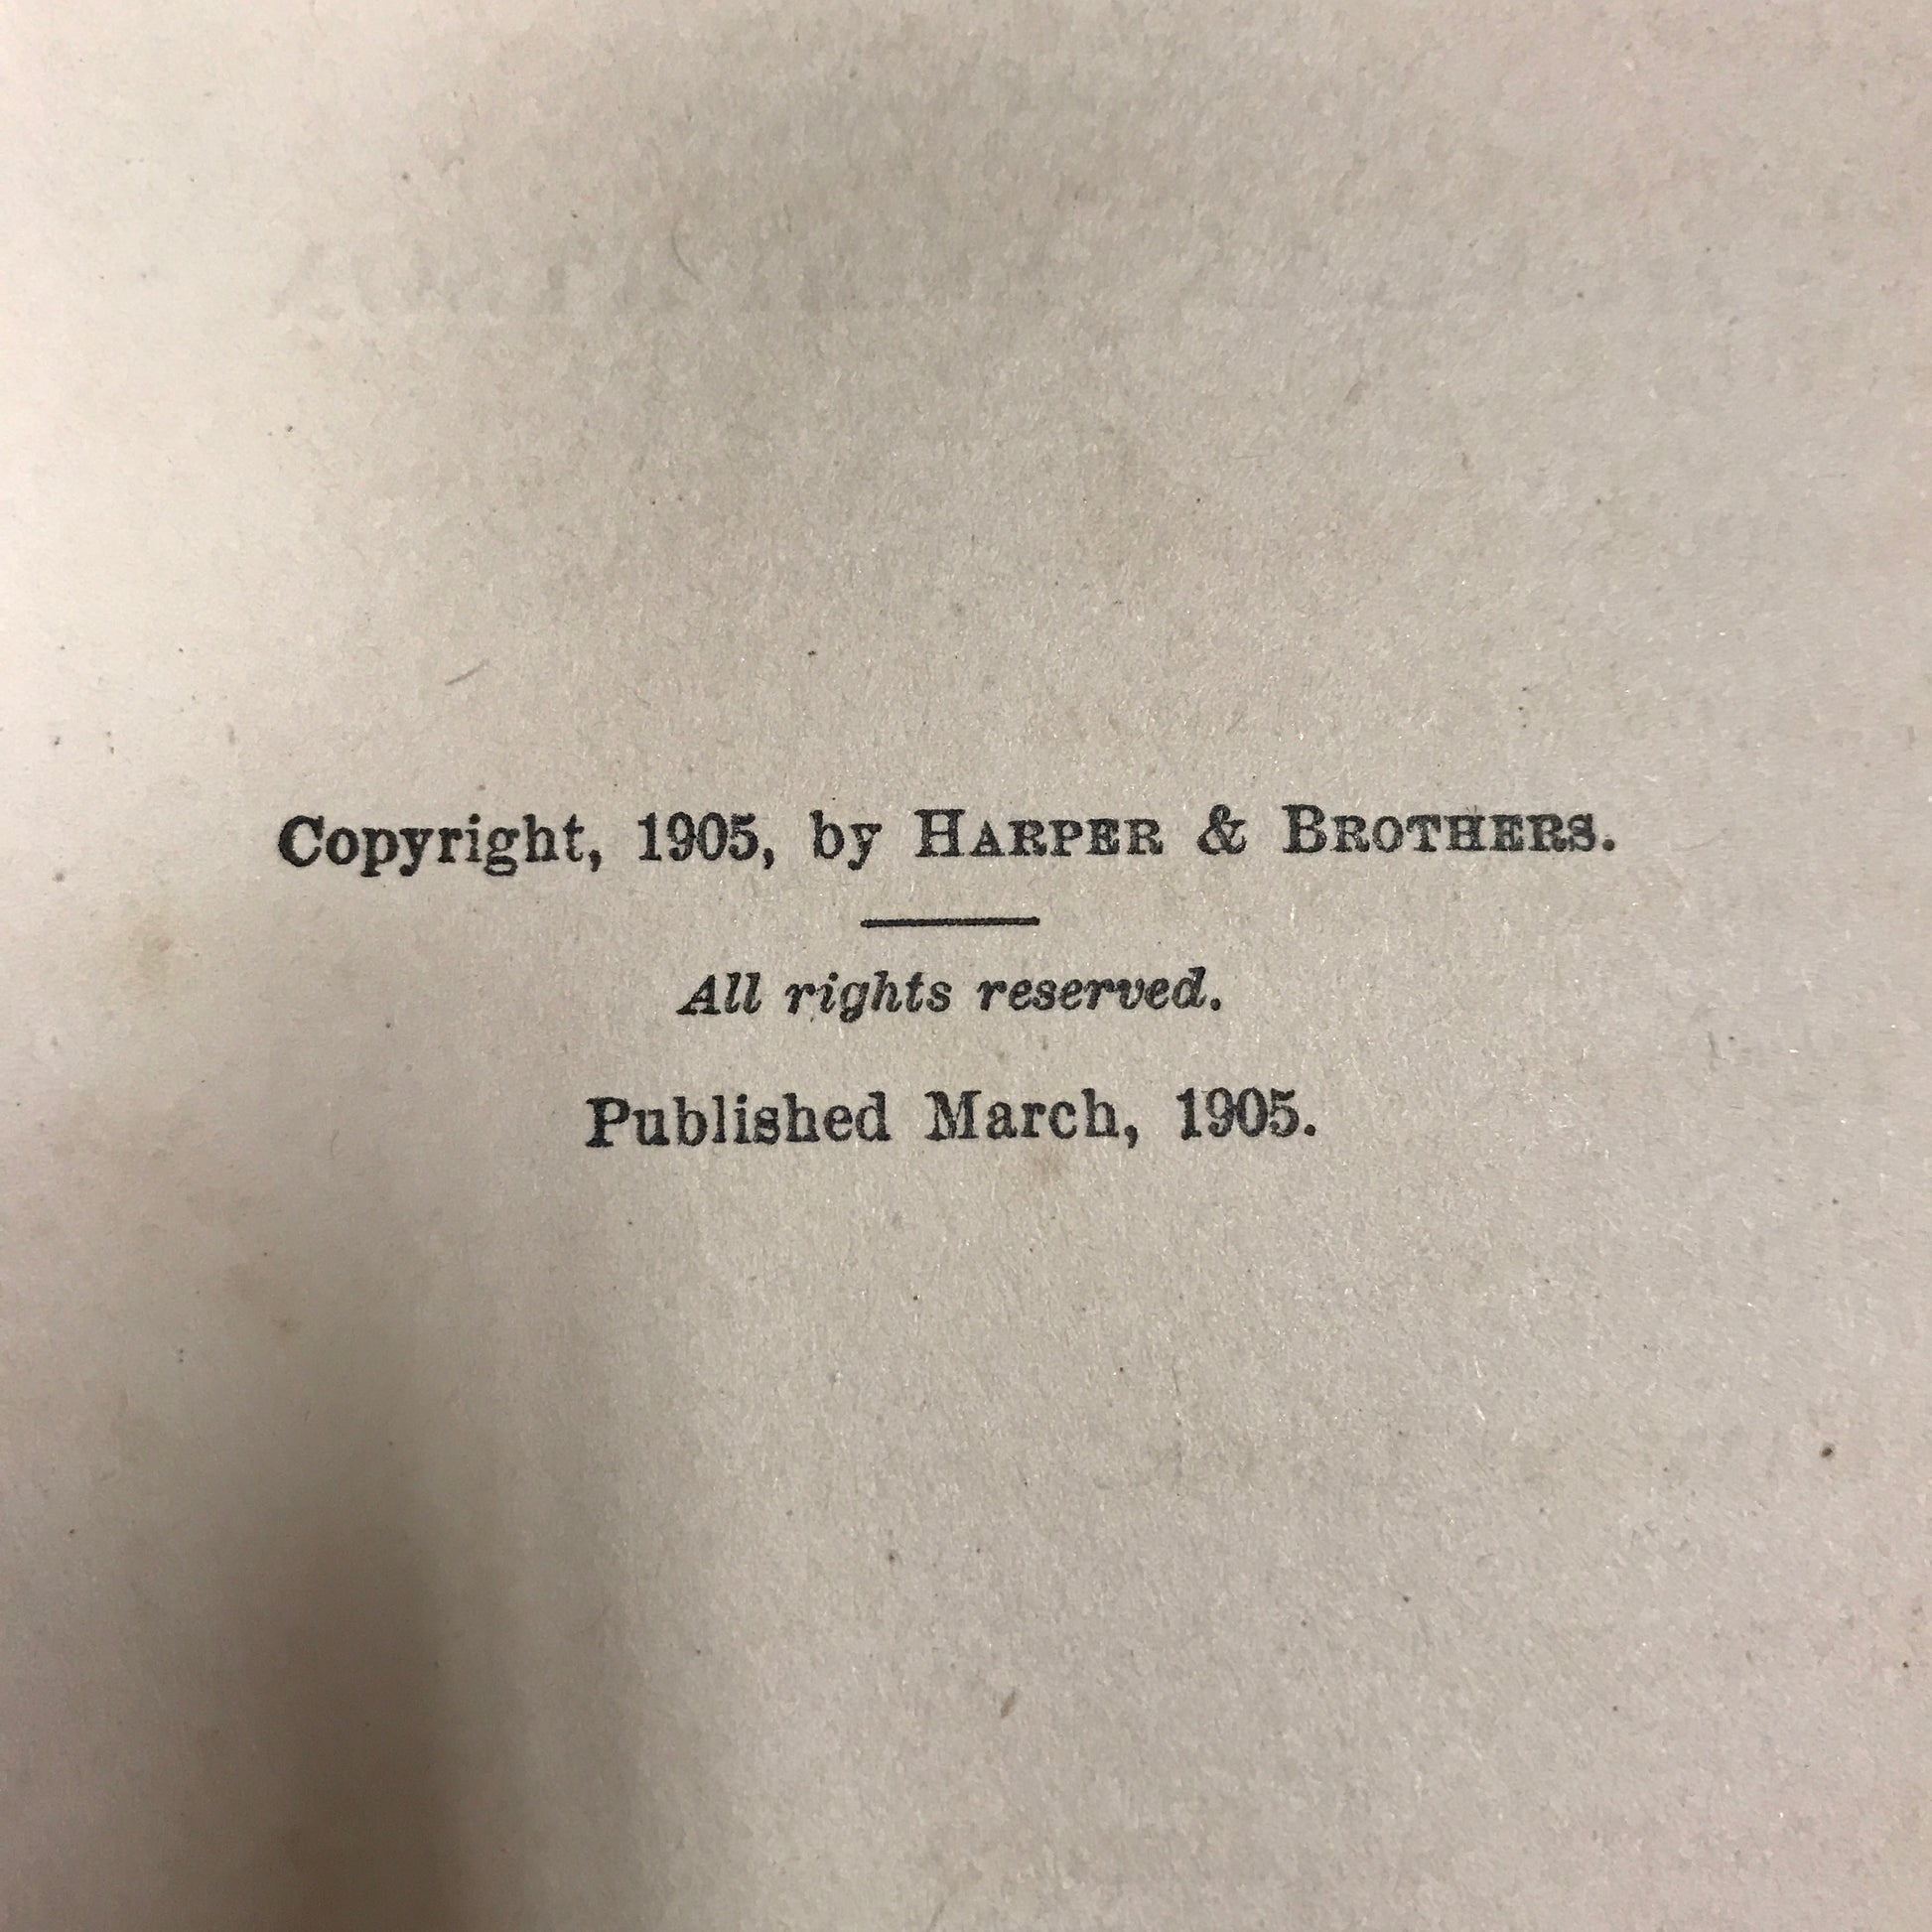 Copyright, 1905, by HARPER & BROTHERS.
All rights reserved.
Published March, 1905.